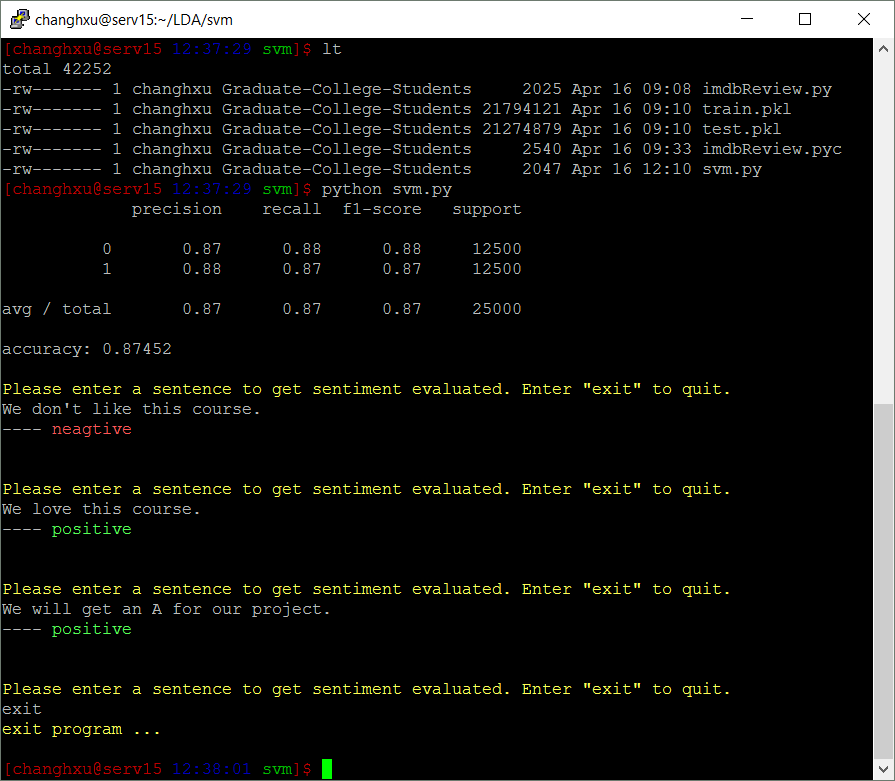 changhxu@serv15:~/LDA/svm
[changhxu@serv15 12:37:29 svm]$ lt
total 42252
-rw------- 1 changhxu Graduate-College-Students     2025 Apr 16 09:08 imdbReview.py
-rw------- 1 changhxu Graduate-College-Students 21794121 Apr 16 09:10 train.pkl
-rw------- 1 changhxu Graduate-College-Students 21274879 Apr 16 09:10 test.pkl
-rw------- 1 changhxu Graduate-College-Students     2540 Apr 16 09:33 imdbReview.pyc
-rw------- 1 changhxu Graduate-College-Students     2047 Apr 16 12:10 svm.py
[changhxu@serv15 12:37:29 svm]$ python svm.py
             precision    recall  f1-score   support
          0       0.87      0.88      0.88     12500
          1       0.88      0.87      0.87     12500
avg / total       0.87      0.87      0.87     25000
accuracy: 0.87452
Please enter a sentence to get sentiment evaluated. Enter "exit" to quit.
We don't like this course.
---- neagtive
Please enter a sentence to get sentiment evaluated. Enter "exit" to quit.
We love this course.
---- positive
Please enter a sentence to get sentiment evaluated. Enter "exit" to quit.
We will get an A for our project.
---- positive
Please enter a sentence to get sentiment evaluated. Enter "exit" to quit.
exit
exit program ...
[changhxu@serv15 12:38:01 svm]$